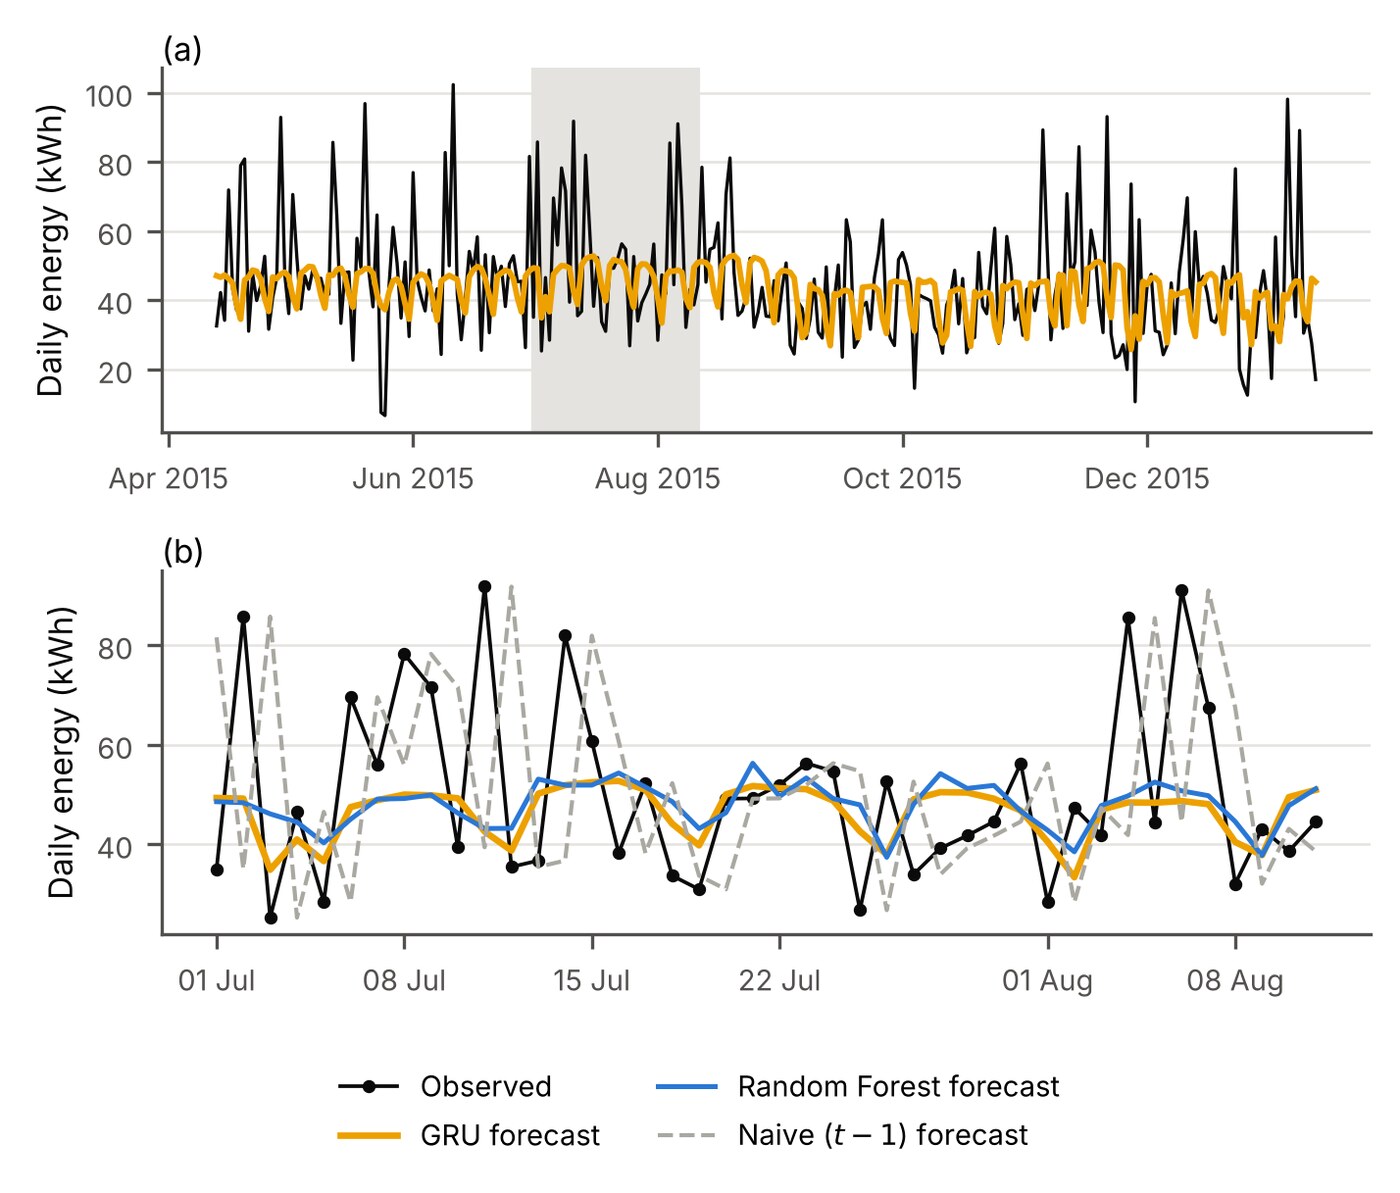 (a)
Daily energy (kWh)
100
80
60
40
20
Apr 2015 Jun 2015 Aug 2015 Oct 2015 Dec 2015
(b)
Daily energy (kWh)
80
60
40
01 Jul 08 Jul 15 Jul 22 Jul 01 Aug 08 Aug
Observed Random Forest forecast
GRU forecast Naive (t − 1) forecast